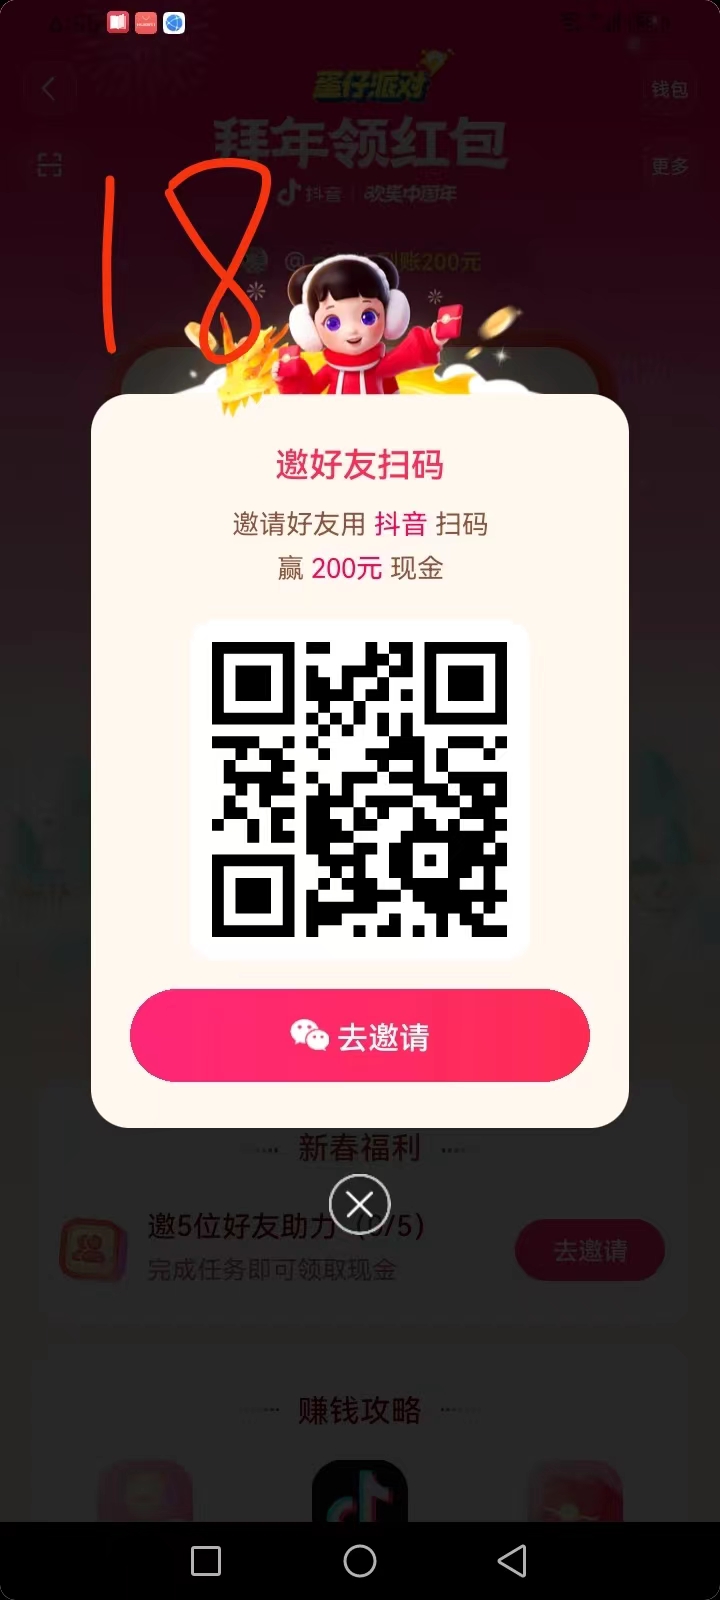 蛋仔派对
钱包
拜年领红包
更多
抖音 | 欢笑中国年
18
到账200元
邀好友扫码
邀请好友用 抖音 扫码
赢 200元 现金
去邀请
新春福利
邀5位好友助力 (0/5)
完成任务即可领取现金
去邀请
赚钱攻略